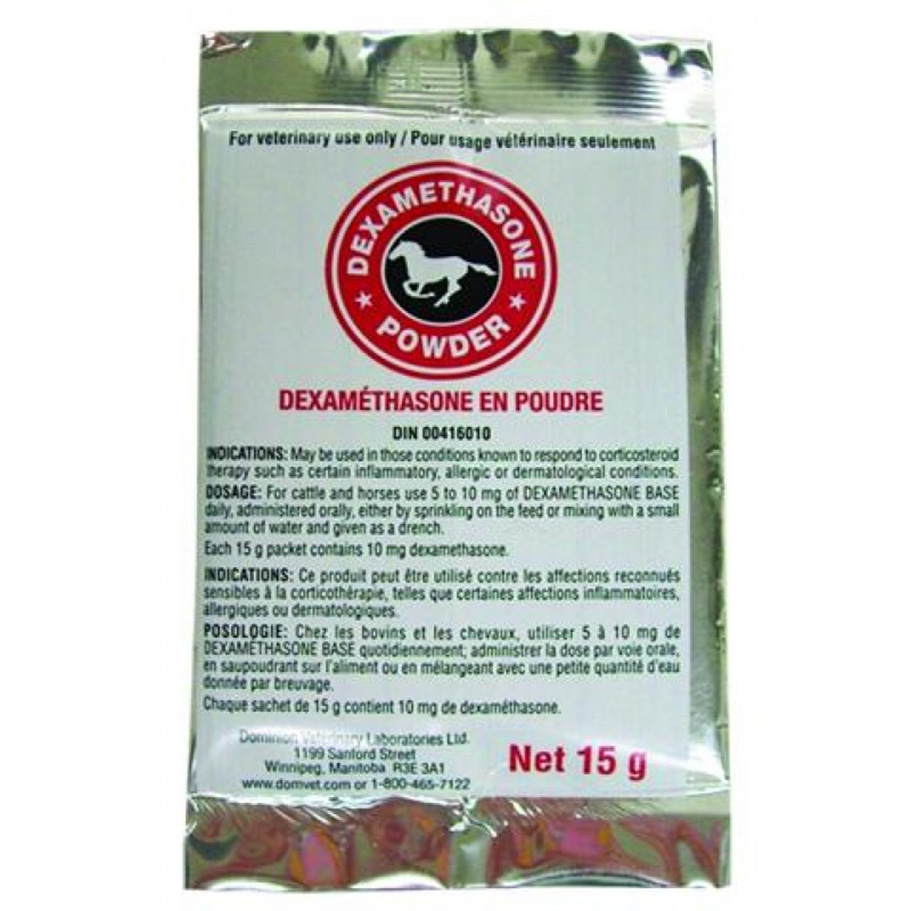 For veterinary use only / Pour usage vétérinaire seulement
DEXAMETHASONE
POWDER
DEXAMÉTHASONE EN POUDRE
DIN 00416010
INDICATIONS: May be used in those conditions known to respond to corticosteroid
therapy such as certain inflammatory, allergic or dermatological conditions.
DOSAGE: For cattle and horses use 5 to 10 mg of DEXAMETHASONE BASE
daily, administered orally, either by sprinkling on the feed or mixing with a small
amount of water and given as a drench.
Each 15 g packet contains 10 mg dexamethasone.
INDICATIONS: Ce produit peut être utilisé contre les affections reconnués
sensibles à la corticothérapie, telles que certaines affections inflammatoires,
allergiques ou dermatologiques.
POSOLOGIE: Chez les bovins et les chevaux, utiliser 5 à 10 mg de
DEXAMÉTHASONE BASE quotidiennement; administrer la dose par voie orale,
en saupoudrant sur l'aliment ou en mélangeant avec une petite quantité d'eau
donnée par breuvage.
Chaque sachet de 15 g contient 10 mg de dexaméthasone.
Dominion Veterinary Laboratories Ltd.
1199 Sanford Street
Winnipeg, Manitoba R3E 3A1
www.domvet.com or 1-800-465-7122
Net 15 g